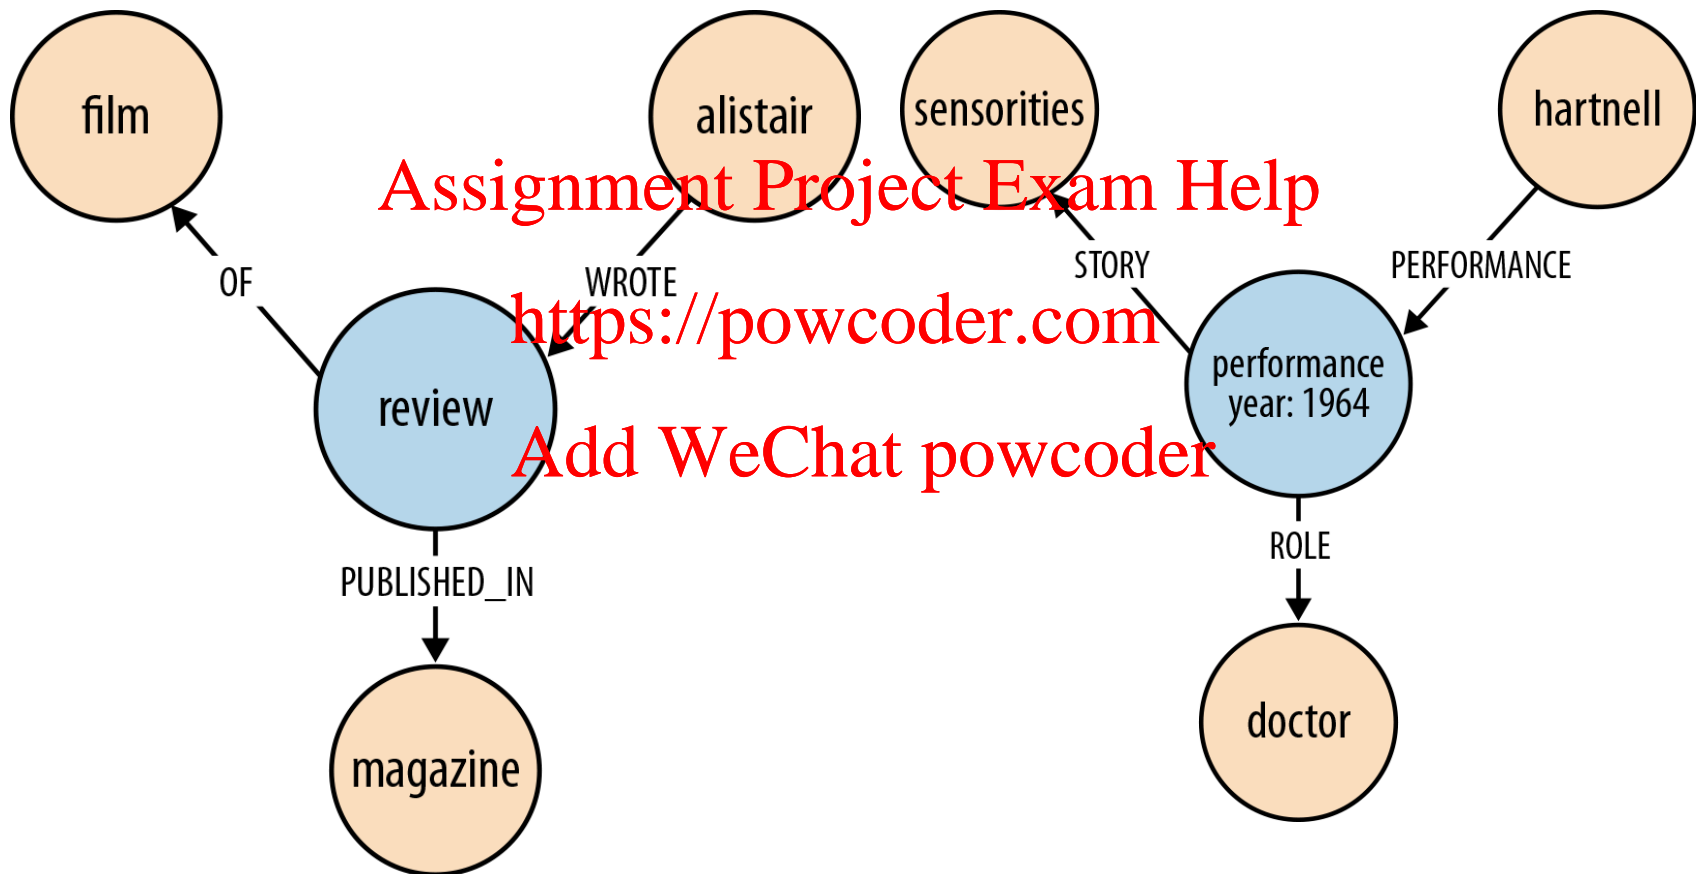 film
alistair
sensorities
hartnell
Assignment Project Exam Help
OF
WROTE
STORY
PERFORMANCE
https://powcoder.com
review
performance
year: 1964
Add WeChat powcoder
PUBLISHED_IN
ROLE
magazine
doctor